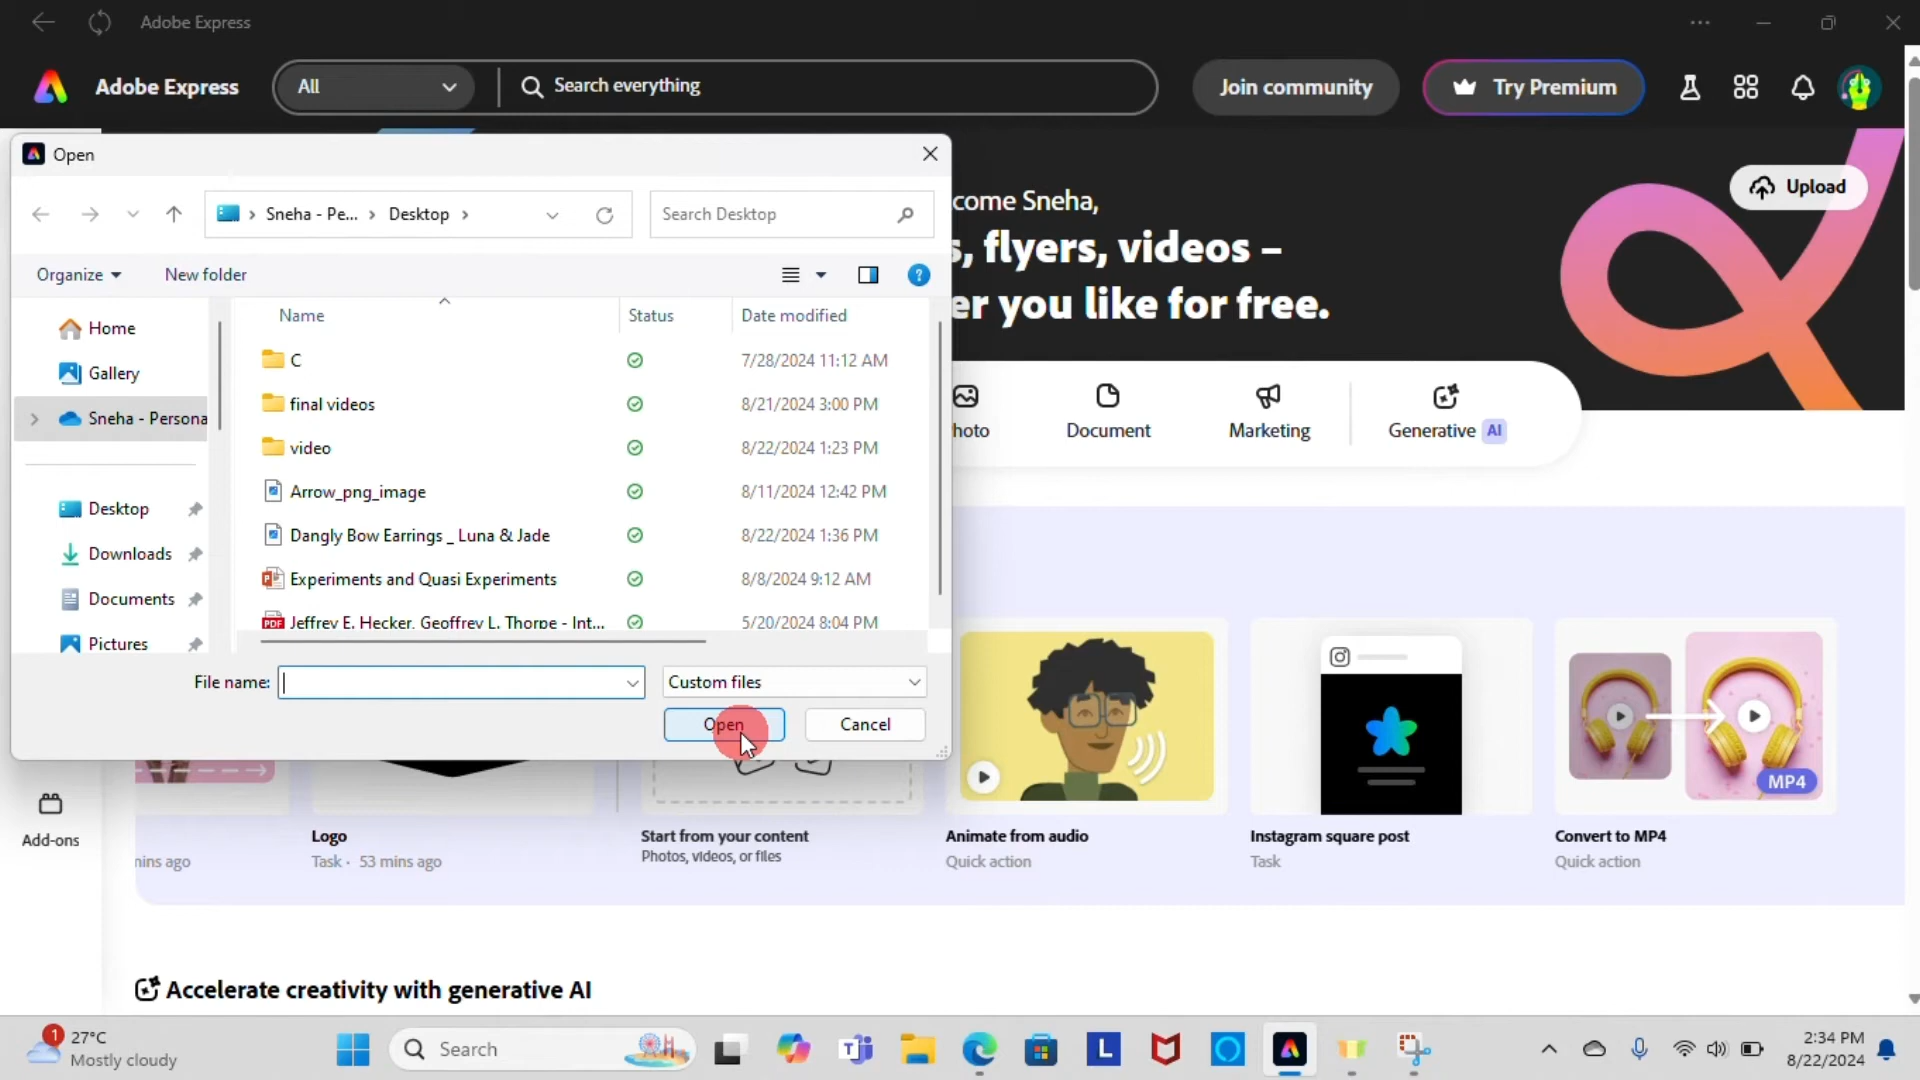 Adobe Express
Adobe Express
All
Search everything
Join community
Try Premium
Open
Sneha - Pe... > Desktop >
Search Desktop
Organize
New folder
Name
Status
Date modified
Home
Gallery
Sneha - Persona
Desktop
Downloads
Documents
Pictures
C
7/28/2024 11:12 AM
final videos
8/21/2024 3:00 PM
video
8/22/2024 1:23 PM
Arrow_png_image
8/11/2024 12:42 PM
Dangly Bow Earrings _ Luna & Jade
8/22/2024 1:36 PM
Experiments and Quasi Experiments
8/8/2024 9:12 AM
Jeffrey E. Hecker, Geoffrey L. Thorpe - Int...
5/20/2024 8:04 PM
File name:
Custom files
Open
Cancel
come Sneha,
s, flyers, videos –
er you like for free.
Upload
hoto
Document
Marketing
Generative AI
MP4
Add-ons
nins ago
Logo
Task · 53 mins ago
Start from your content
Photos, videos, or files
Animate from audio
Quick action
Instagram square post
Task
Convert to MP4
Quick action
Accelerate creativity with generative AI
1
27°C
Mostly cloudy
Search
2:34 PM
8/22/2024